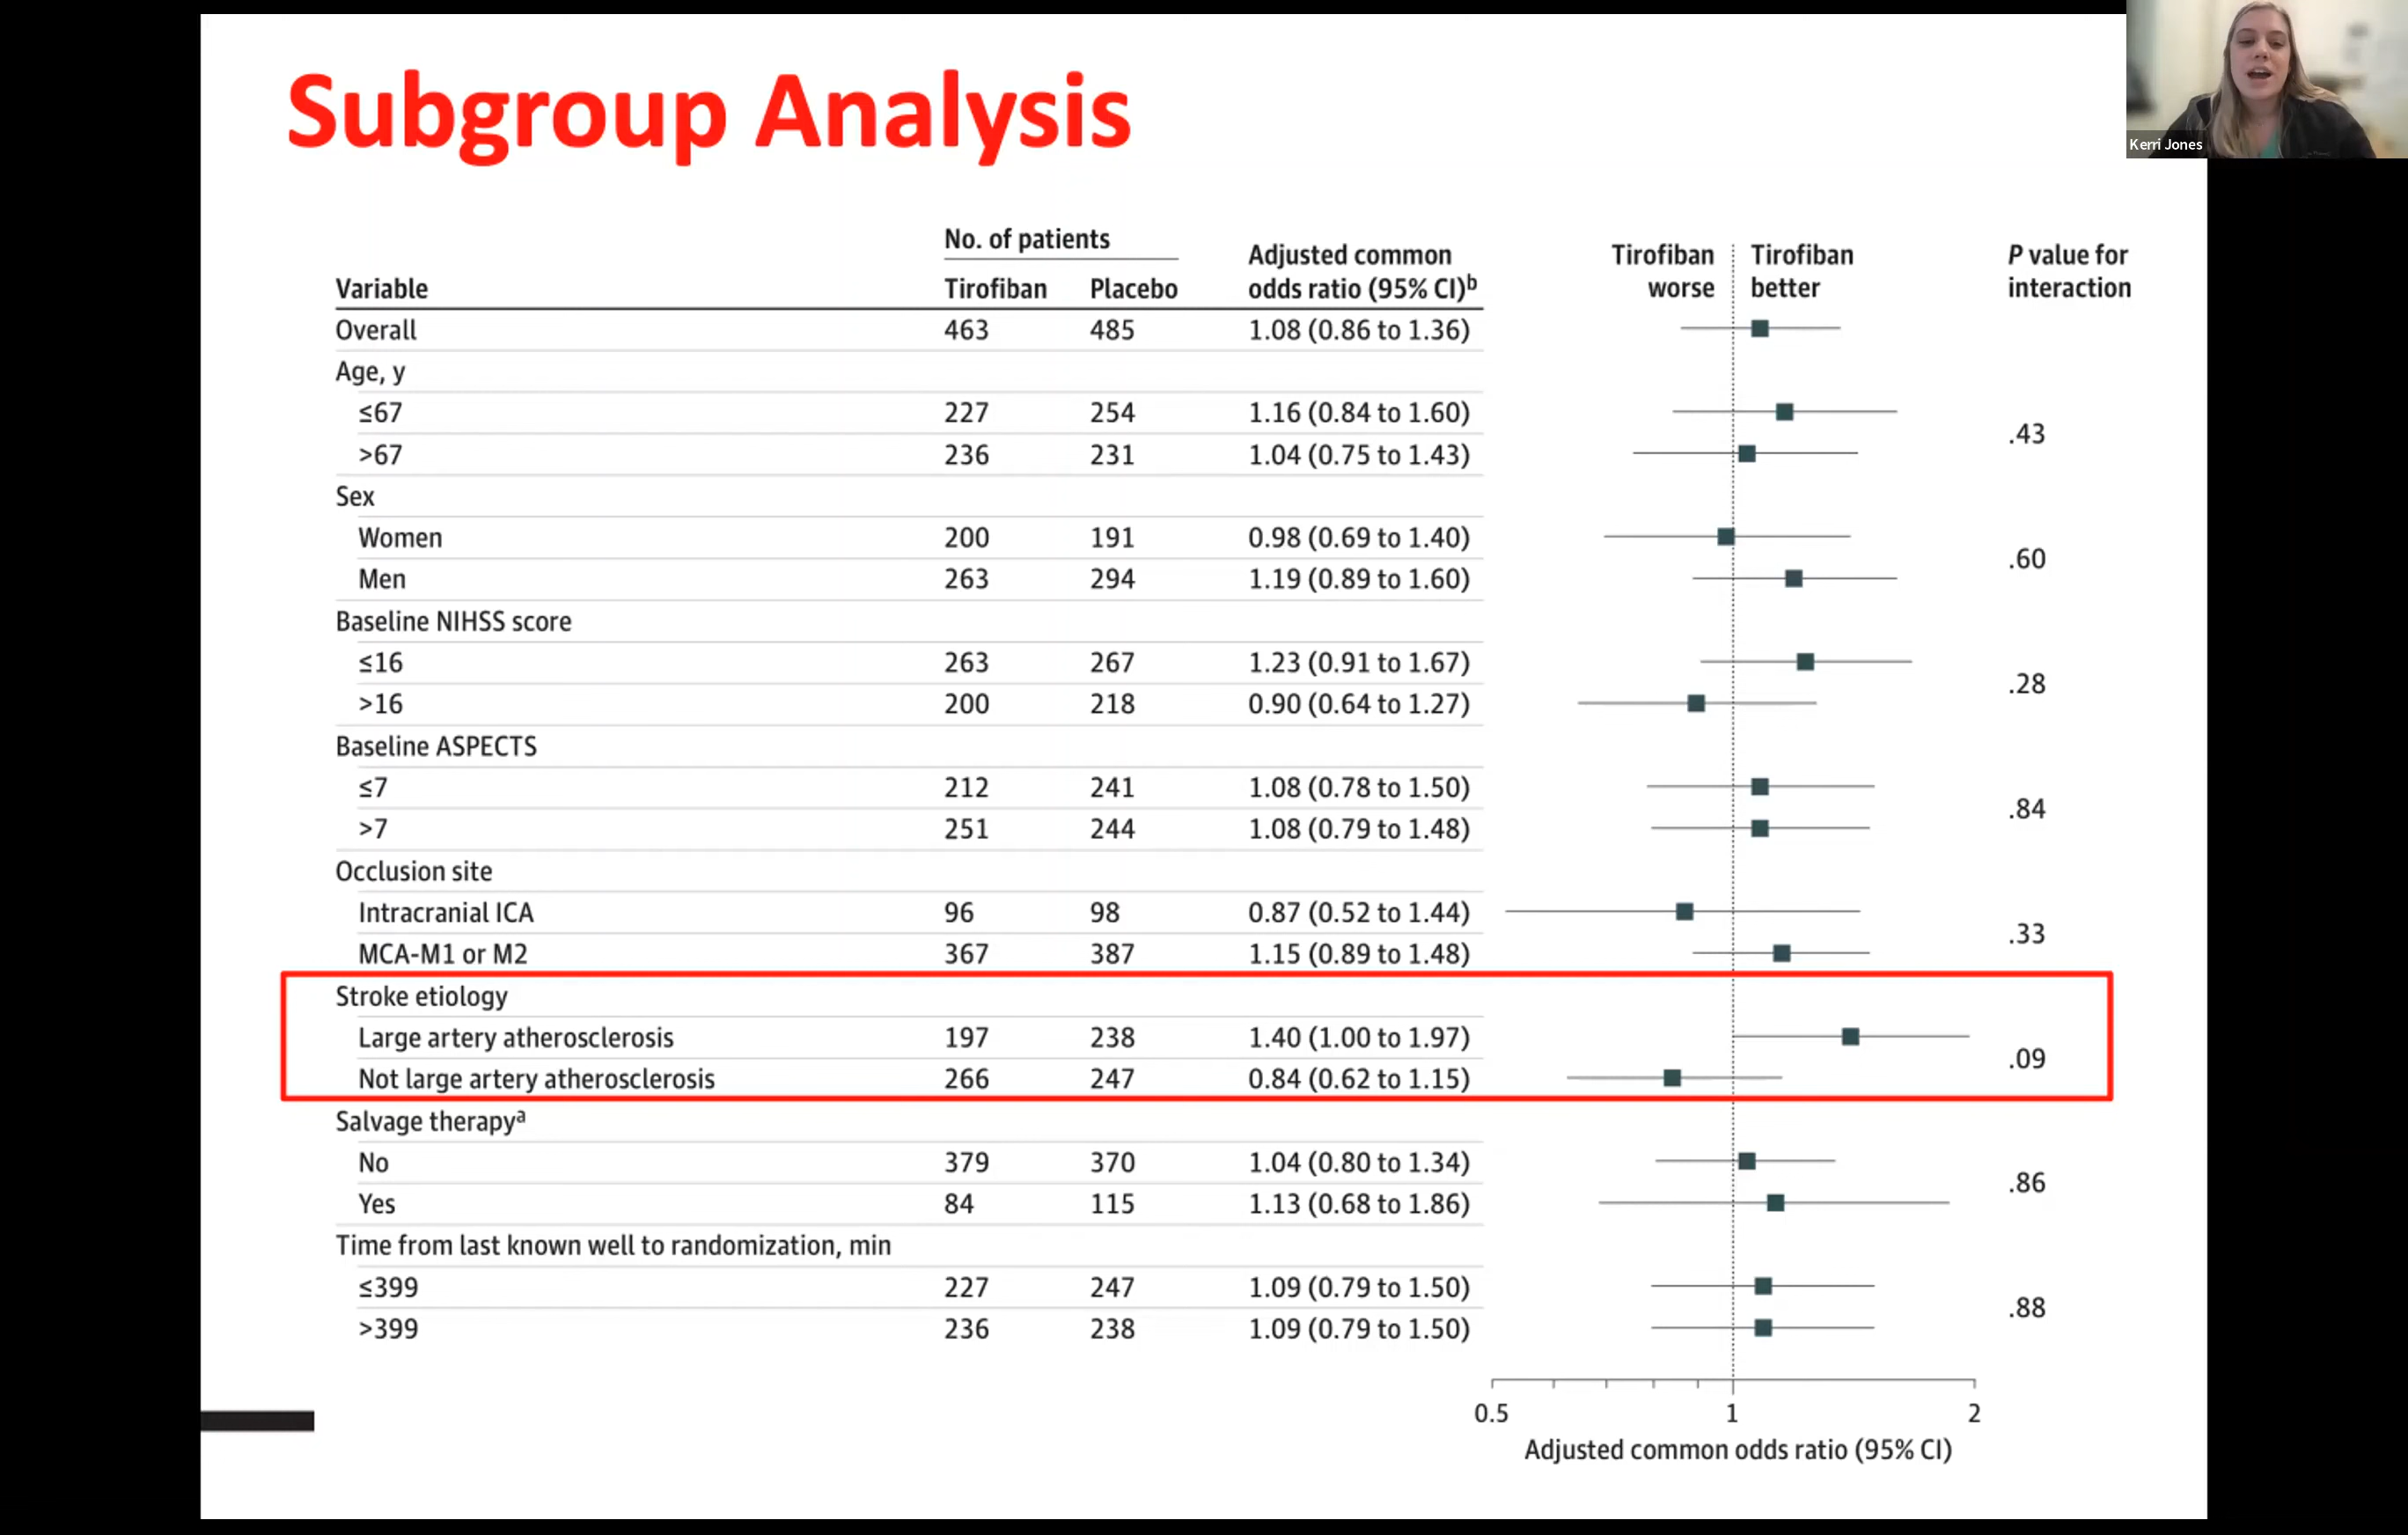 Subgroup Analysis
Kerri Jones
No. of patients
Variable Tirofiban Placebo Adjusted common odds ratio (95% CI)b Tirofiban worse Tirofiban better P value for interaction
Overall 463 485 1.08 (0.86 to 1.36)
Age, y
≤67 227 254 1.16 (0.84 to 1.60)
.43
>67 236 231 1.04 (0.75 to 1.43)
Sex
Women 200 191 0.98 (0.69 to 1.40)
.60
Men 263 294 1.19 (0.89 to 1.60)
Baseline NIHSS score
≤16 263 267 1.23 (0.91 to 1.67)
.28
>16 200 218 0.90 (0.64 to 1.27)
Baseline ASPECTS
≤7 212 241 1.08 (0.78 to 1.50)
.84
>7 251 244 1.08 (0.79 to 1.48)
Occlusion site
Intracranial ICA 96 98 0.87 (0.52 to 1.44)
.33
MCA-M1 or M2 367 387 1.15 (0.89 to 1.48)
Stroke etiology
Large artery atherosclerosis 197 238 1.40 (1.00 to 1.97)
.09
Not large artery atherosclerosis 266 247 0.84 (0.62 to 1.15)
Salvage therapya
No 379 370 1.04 (0.80 to 1.34)
.86
Yes 84 115 1.13 (0.68 to 1.86)
Time from last known well to randomization, min
≤399 227 247 1.09 (0.79 to 1.50)
.88
>399 236 238 1.09 (0.79 to 1.50)
0.5 1 2
Adjusted common odds ratio (95% CI)